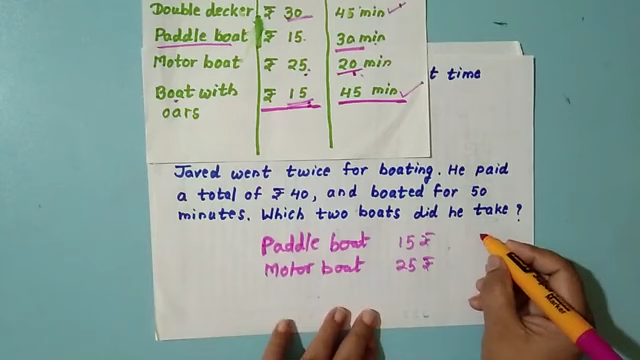 Double decker ₹ 30 45 min
Paddle boat ₹ 15. 30 min
Motor boat ₹ 25. 20 min
t time
Boat with ₹ 15 45 min
oars
Javed went twice for boating. He paid
a total of ₹ 40, and boated for 50
minutes. Which two boats did he take ?
Paddle boat 15₹
Motor boat 25₹